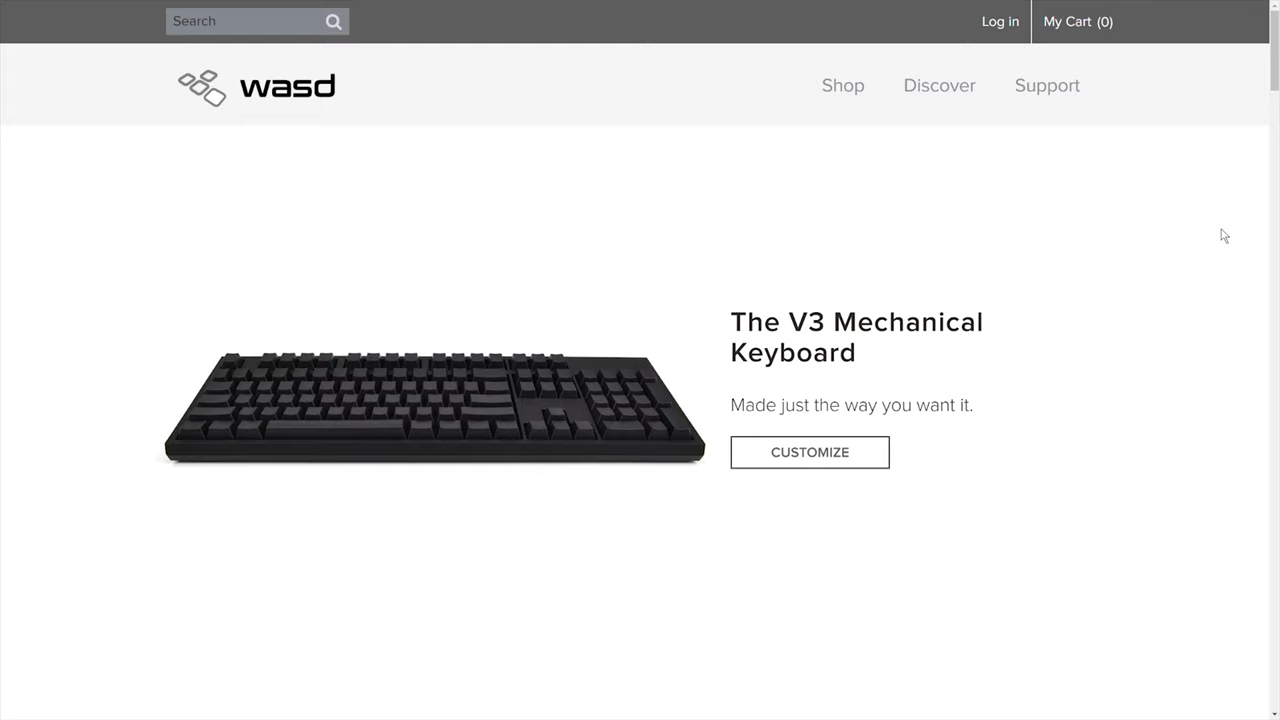 Search
Log in
My Cart (0)
wasd
Shop
Discover
Support
The V3 Mechanical
Keyboard
Made just the way you want it.
CUSTOMIZE